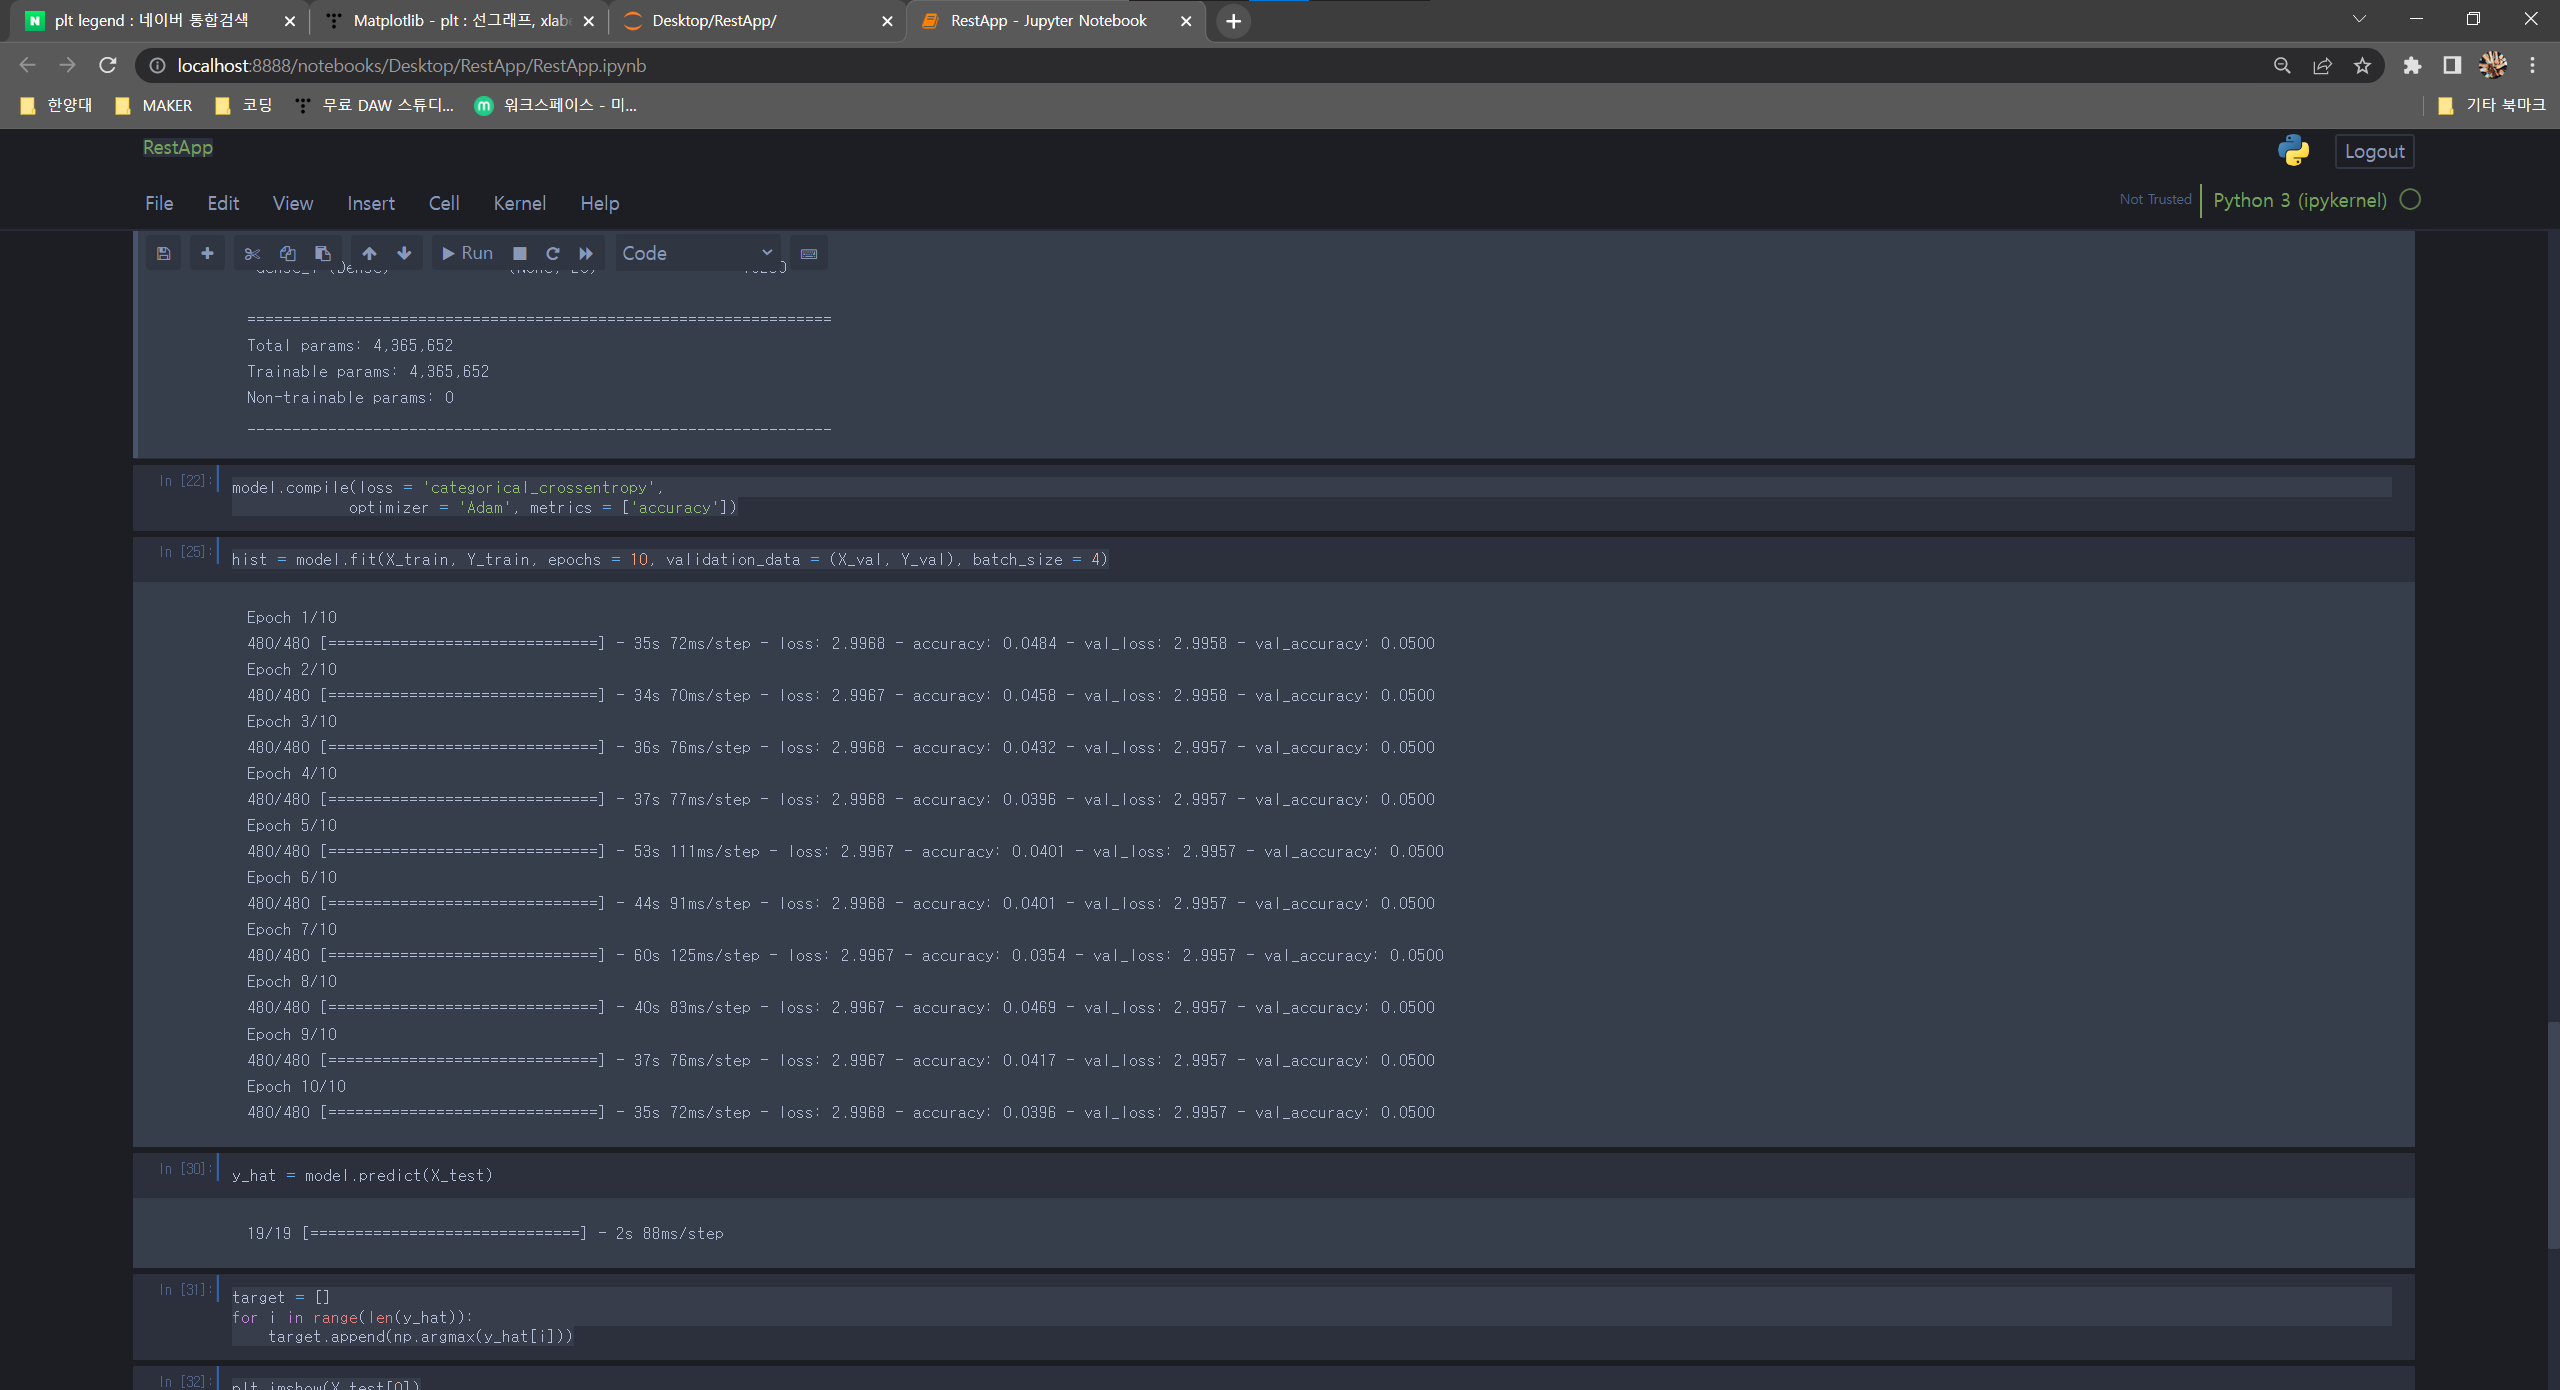 plt legend : 네이버 통합검색
Matplotlib - plt : 선그래프, xlabe
Desktop/RestApp/
RestApp - Jupyter Notebook
localhost:8888/notebooks/Desktop/RestApp/RestApp.ipynb
한양대
MAKER
코딩
무료 DAW 스튜디...
워크스페이스 - 미...
기타 북마크
RestApp
Logout
File Edit View Insert Cell Kernel Help
Not Trusted
Python 3 (ipykernel)
Run
Code
=================================================================
Total params: 4,365,652
Trainable params: 4,365,652
Non-trainable params: 0
_________________________________________________________________
In [22]:
model.compile(loss = 'categorical_crossentropy',
optimizer = 'Adam', metrics = ['accuracy'])
In [25]:
hist = model.fit(X_train, Y_train, epochs = 10, validation_data = (X_val, Y_val), batch_size = 4)
Epoch 1/10
480/480 [==============================] - 35s 72ms/step - loss: 2.9968 - accuracy: 0.0484 - val_loss: 2.9958 - val_accuracy: 0.0500
Epoch 2/10
480/480 [==============================] - 34s 70ms/step - loss: 2.9967 - accuracy: 0.0458 - val_loss: 2.9958 - val_accuracy: 0.0500
Epoch 3/10
480/480 [==============================] - 36s 76ms/step - loss: 2.9968 - accuracy: 0.0432 - val_loss: 2.9957 - val_accuracy: 0.0500
Epoch 4/10
480/480 [==============================] - 37s 77ms/step - loss: 2.9968 - accuracy: 0.0396 - val_loss: 2.9957 - val_accuracy: 0.0500
Epoch 5/10
480/480 [==============================] - 53s 111ms/step - loss: 2.9967 - accuracy: 0.0401 - val_loss: 2.9957 - val_accuracy: 0.0500
Epoch 6/10
480/480 [==============================] - 44s 91ms/step - loss: 2.9968 - accuracy: 0.0401 - val_loss: 2.9957 - val_accuracy: 0.0500
Epoch 7/10
480/480 [==============================] - 60s 125ms/step - loss: 2.9967 - accuracy: 0.0354 - val_loss: 2.9957 - val_accuracy: 0.0500
Epoch 8/10
480/480 [==============================] - 40s 83ms/step - loss: 2.9967 - accuracy: 0.0469 - val_loss: 2.9957 - val_accuracy: 0.0500
Epoch 9/10
480/480 [==============================] - 37s 76ms/step - loss: 2.9967 - accuracy: 0.0417 - val_loss: 2.9957 - val_accuracy: 0.0500
Epoch 10/10
480/480 [==============================] - 35s 72ms/step - loss: 2.9968 - accuracy: 0.0396 - val_loss: 2.9957 - val_accuracy: 0.0500
In [30]:
y_hat = model.predict(X_test)
19/19 [==============================] - 2s 88ms/step
In [31]:
target = []
for i in range(len(y_hat)):
target.append(np.argmax(y_hat[i]))
In [32]:
plt.imshow(X_test[0])